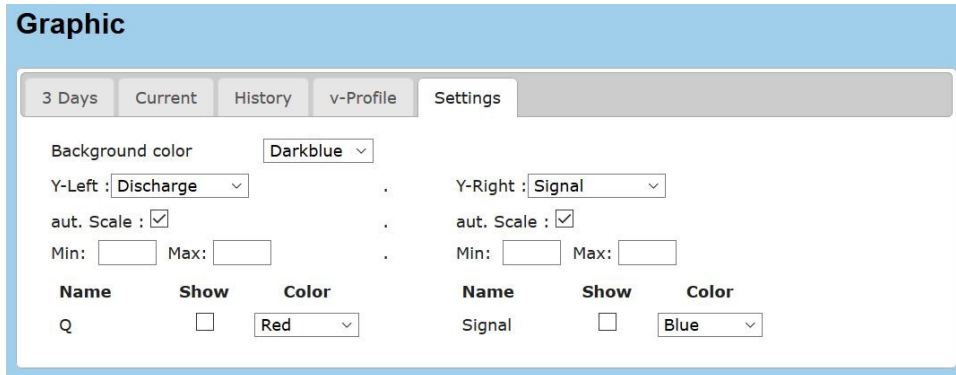 Graphic
3 Days Current History v-Profile Settings
Background color Darkblue
Y-Left : Discharge . Y-Right : Signal
aut. Scale : . aut. Scale :
Min: Max: . Min: Max:
Name Show Color Name Show Color
Q Red Signal Blue